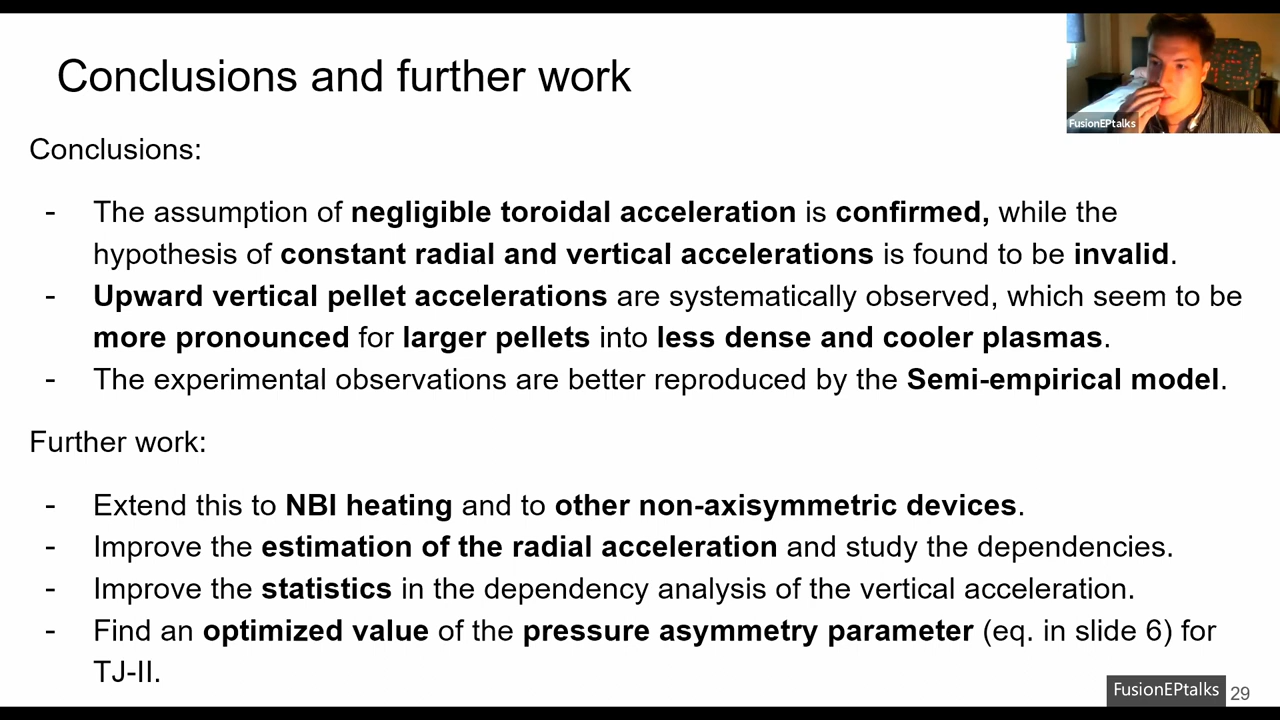 Conclusions and further work
FusionEPtalks
Conclusions:
- The assumption of negligible toroidal acceleration is confirmed, while the
hypothesis of constant radial and vertical accelerations is found to be invalid.
- Upward vertical pellet accelerations are systematically observed, which seem to be
more pronounced for larger pellets into less dense and cooler plasmas.
- The experimental observations are better reproduced by the Semi-empirical model.
Further work:
- Extend this to NBI heating and to other non-axisymmetric devices.
- Improve the estimation of the radial acceleration and study the dependencies.
- Improve the statistics in the dependency analysis of the vertical acceleration.
- Find an optimized value of the pressure asymmetry parameter (eq. in slide 6) for
TJ-II.
FusionEPtalks
29